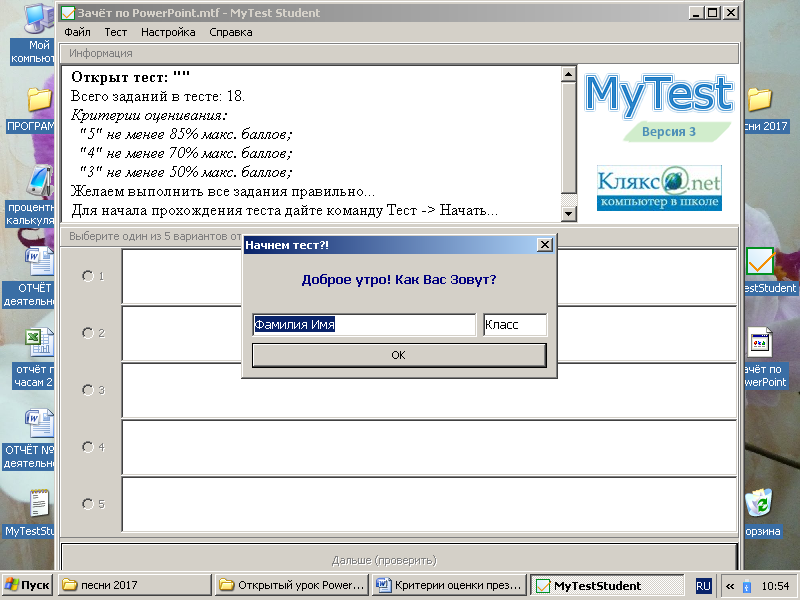 Зачёт по PowerPoint.mtf - MyTest Student
Файл Тест Настройка Справка
Информация
Открыт тест: ""
Всего заданий в тесте: 18.
Критерии оценивания:
"5" не менее 85% макс. баллов;
"4" не менее 70% макс. баллов;
"3" не менее 50% макс. баллов;
Желаем выполнить все задания правильно...
Для начала прохождения теста дайте команду Тест -> Начать...
MyTest
Версия 3
Клякс@.net
компьютер в школе
Выберите один из 5 вариантов от
Начнем тест?!
Доброе утро! Как Вас Зовут?
Фамилия Имя
Класс
OK
1
2
3
4
5
Дальше (проверить)
Мой
компьют
ПРОГРАМ
процентн
калькуля
ОТЧЁТ
деятельно
отчёт п
часам 2
ОТЧЁТ №
деятельно
MyTestStu
сни 2017
estStudent
ачёт по
werPoint
орзина
Пуск
песни 2017
Открытый урок Power...
Критерии оценки през...
MyTestStudent
RU
«
10:54